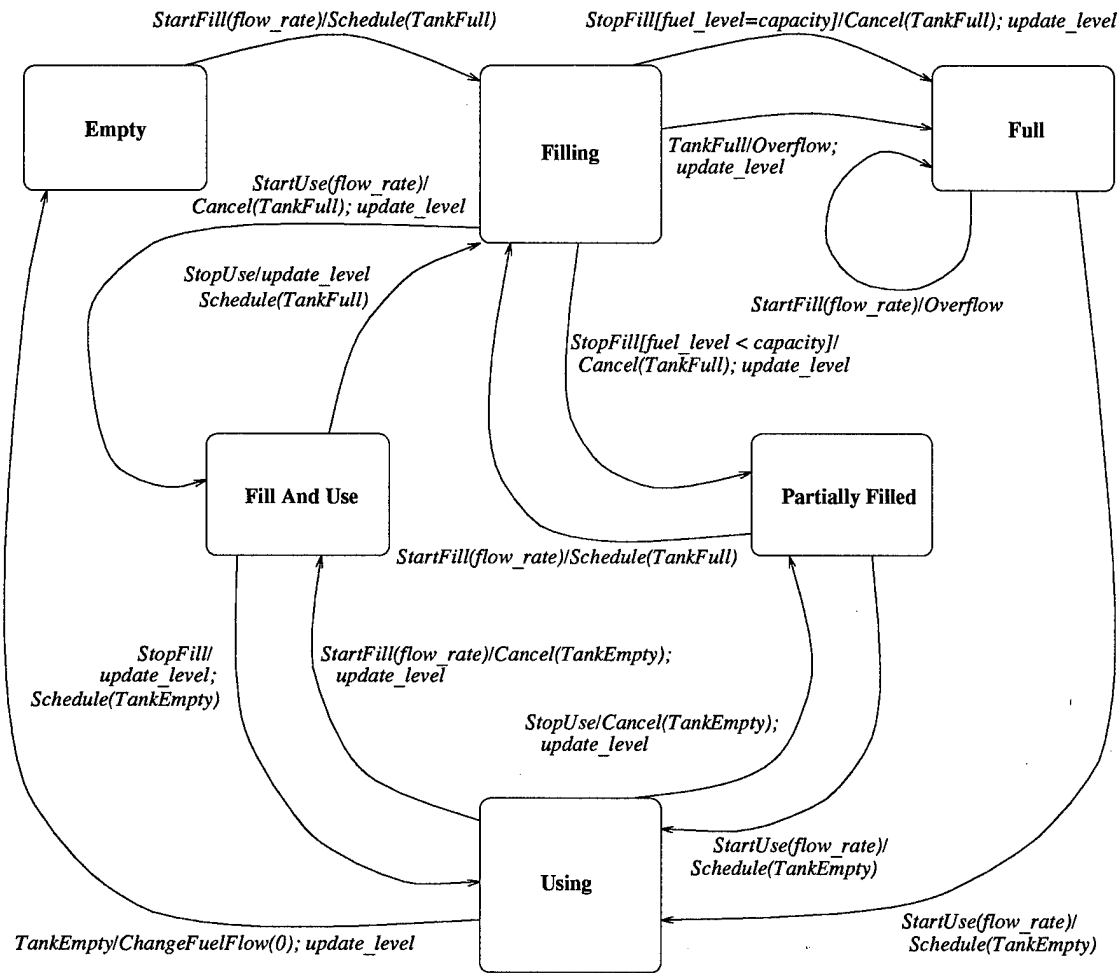 StartFill(flow_rate)/Schedule(TankFull)
StopFill[fuel_level=capacity]/Cancel(TankFull); update_level
Empty
Filling
Full
TankFull/Overflow;
update_level
StartUse(flow_rate)/
Cancel(TankFull); update_level
StopUse/update_level
Schedule(TankFull)
StartFill(flow_rate)/Overflow
StopFill[fuel_level < capacity]/
Cancel(TankFull); update_level
Fill And Use
Partially Filled
StartFill(flow_rate)/Schedule(TankFull)
StopFill/
update_level;
Schedule(TankEmpty)
StartFill(flow_rate)/Cancel(TankEmpty);
update_level
StopUse/Cancel(TankEmpty);
update_level
StartUse(flow_rate)/
Schedule(TankEmpty)
Using
StartUse(flow_rate)/
Schedule(TankEmpty)
TankEmpty/ChangeFuelFlow(0); update_level